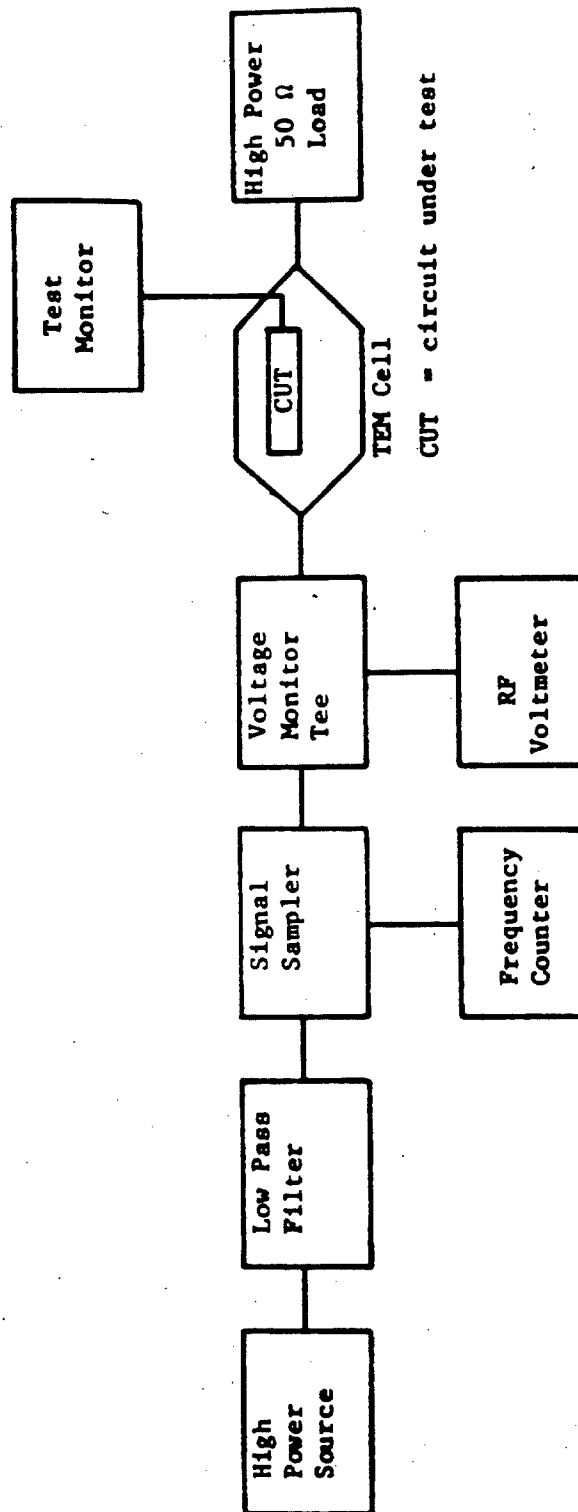 High
Power
Source
Low Pass
Filter
Signal
Sampler
Frequency
Counter
Voltage
Monitor
Tee
RF
Voltmeter
Test
Monitor
CUT
TEM Cell
High Power
50 Ω
Load
CUT = circuit under test